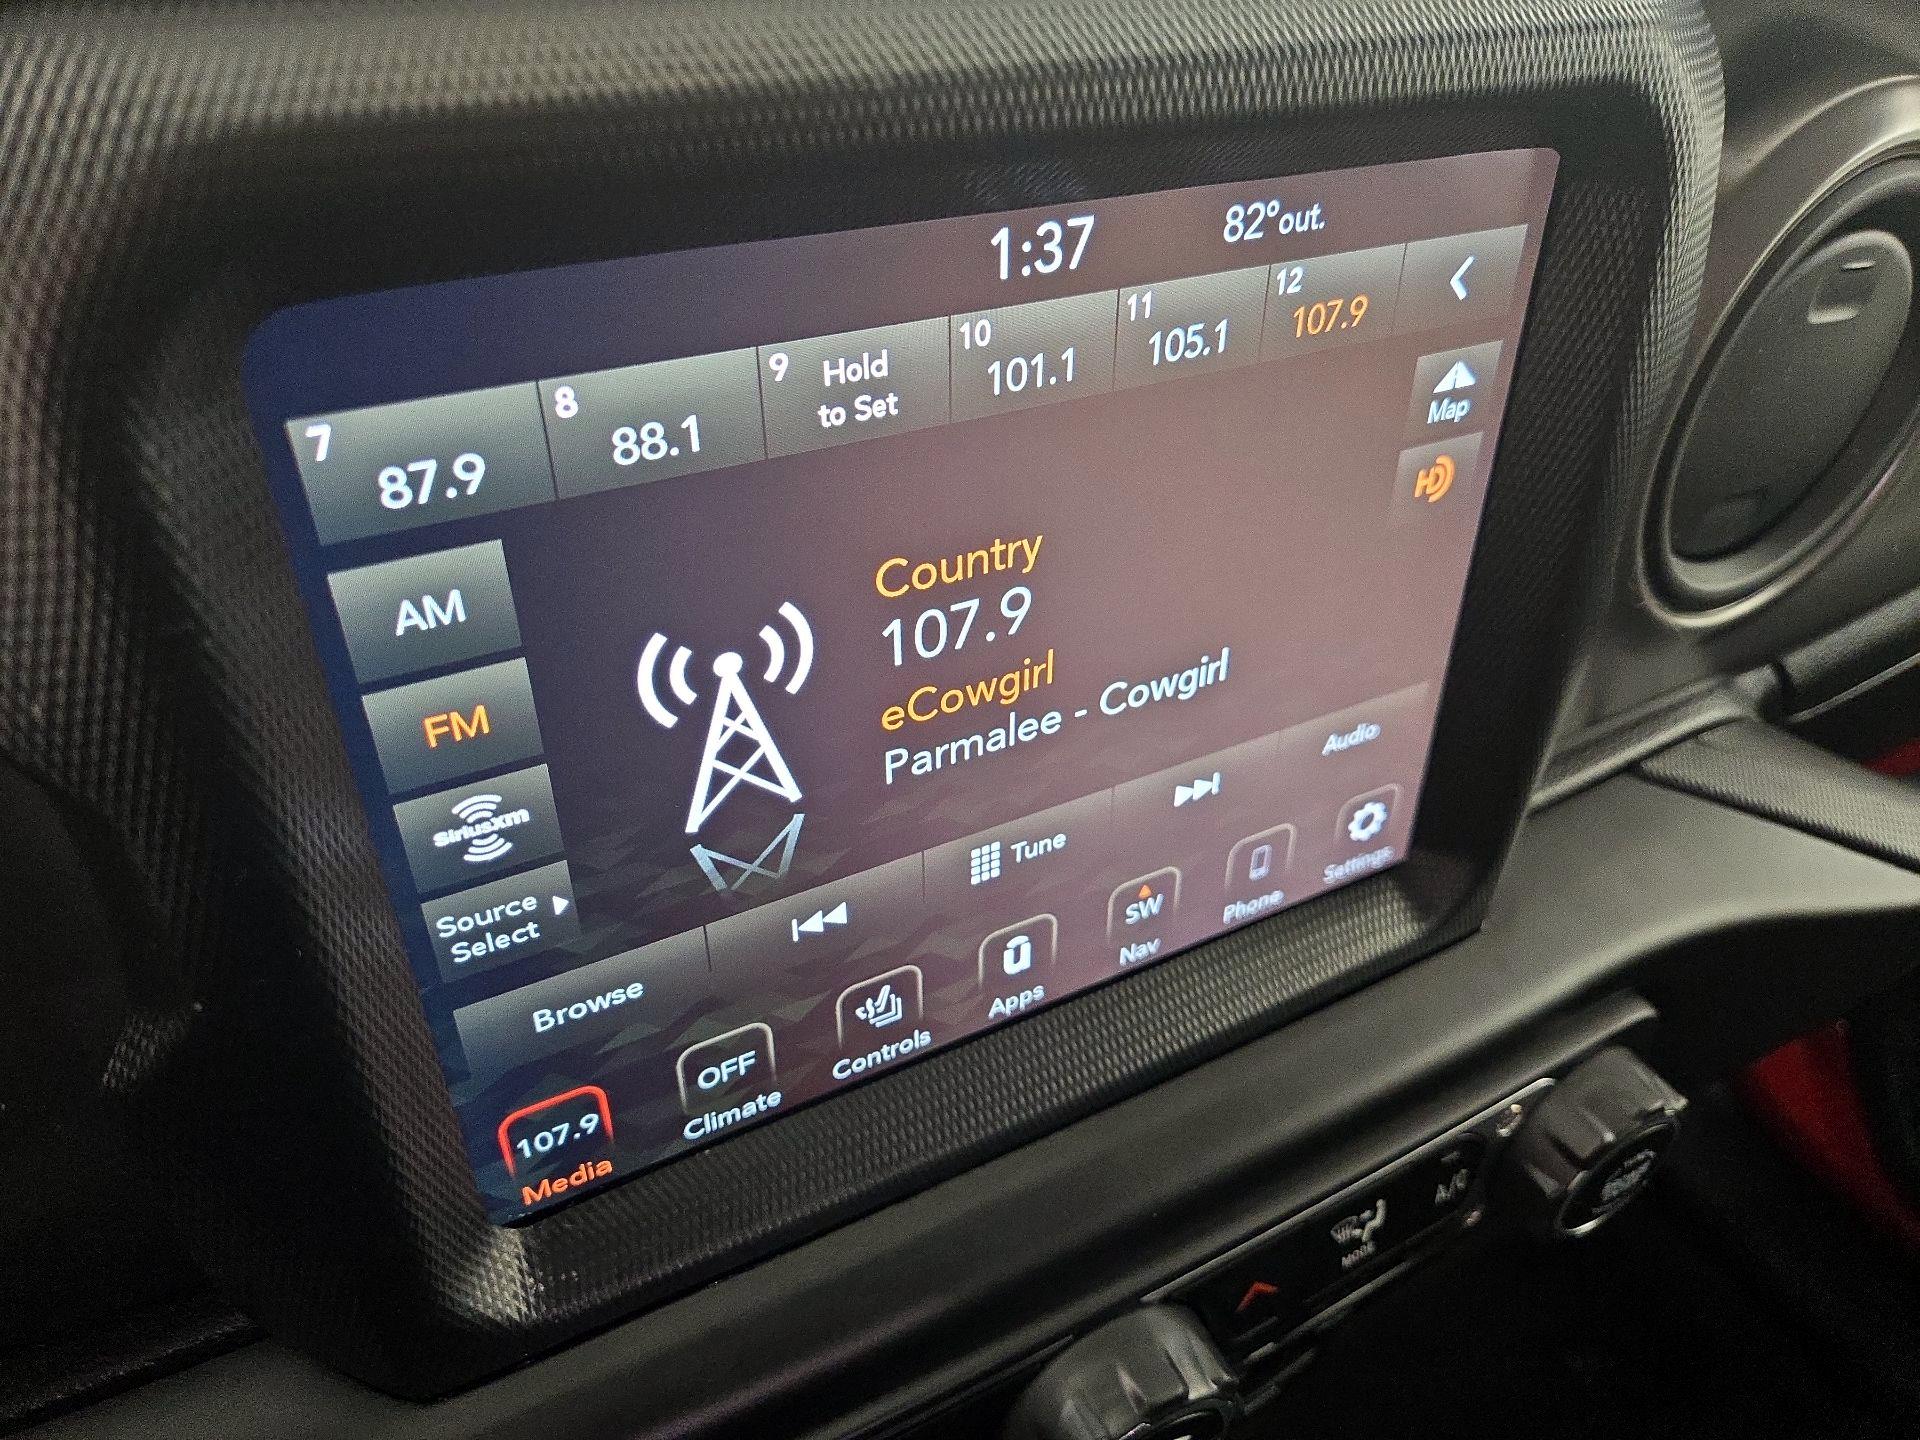 1:37
82°out.
7
87.9
8
88.1
9
Hold
to Set
10
101.1
11
105.1
12
107.9
Map
HD
AM
FM
SiriusXM
Source
Select
Country
107.9
eCowgirl
Parmalee - Cowgirl
Browse
Tune
Audio
107.9
Media
OFF
Climate
Controls
Apps
SW
Nav
Phone
Settings
MODE
A/C